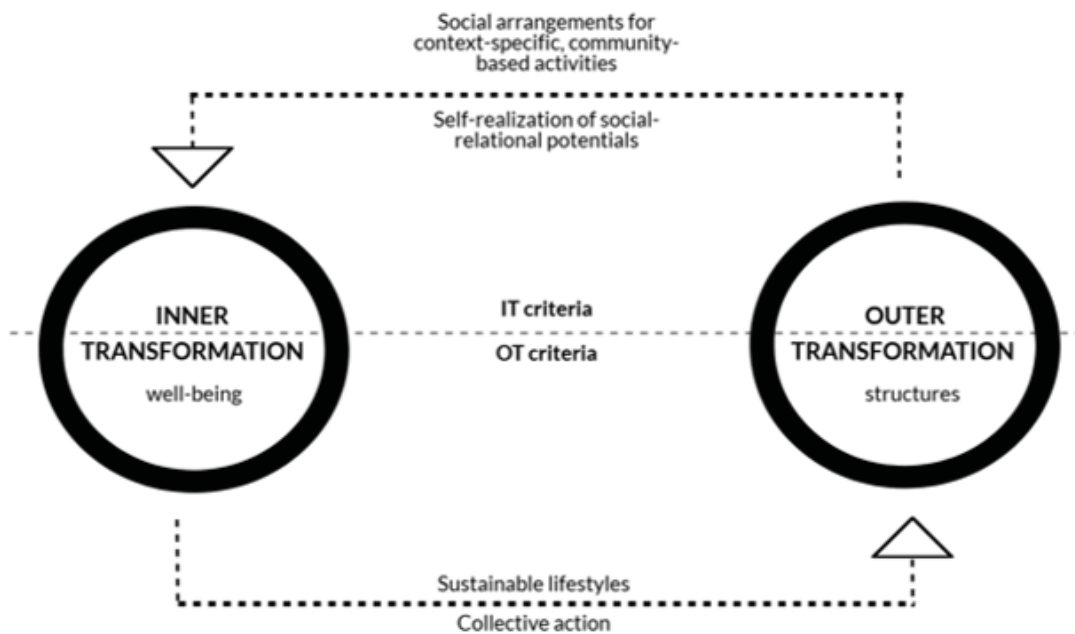 Social arrangements for
context-specific, community-
based activities
Self-realization of social-
relational potentials
INNER
TRANSFORMATION
well-being
IT criteria
OT criteria
OUTER
TRANSFORMATION
structures
Sustainable lifestyles
Collective action